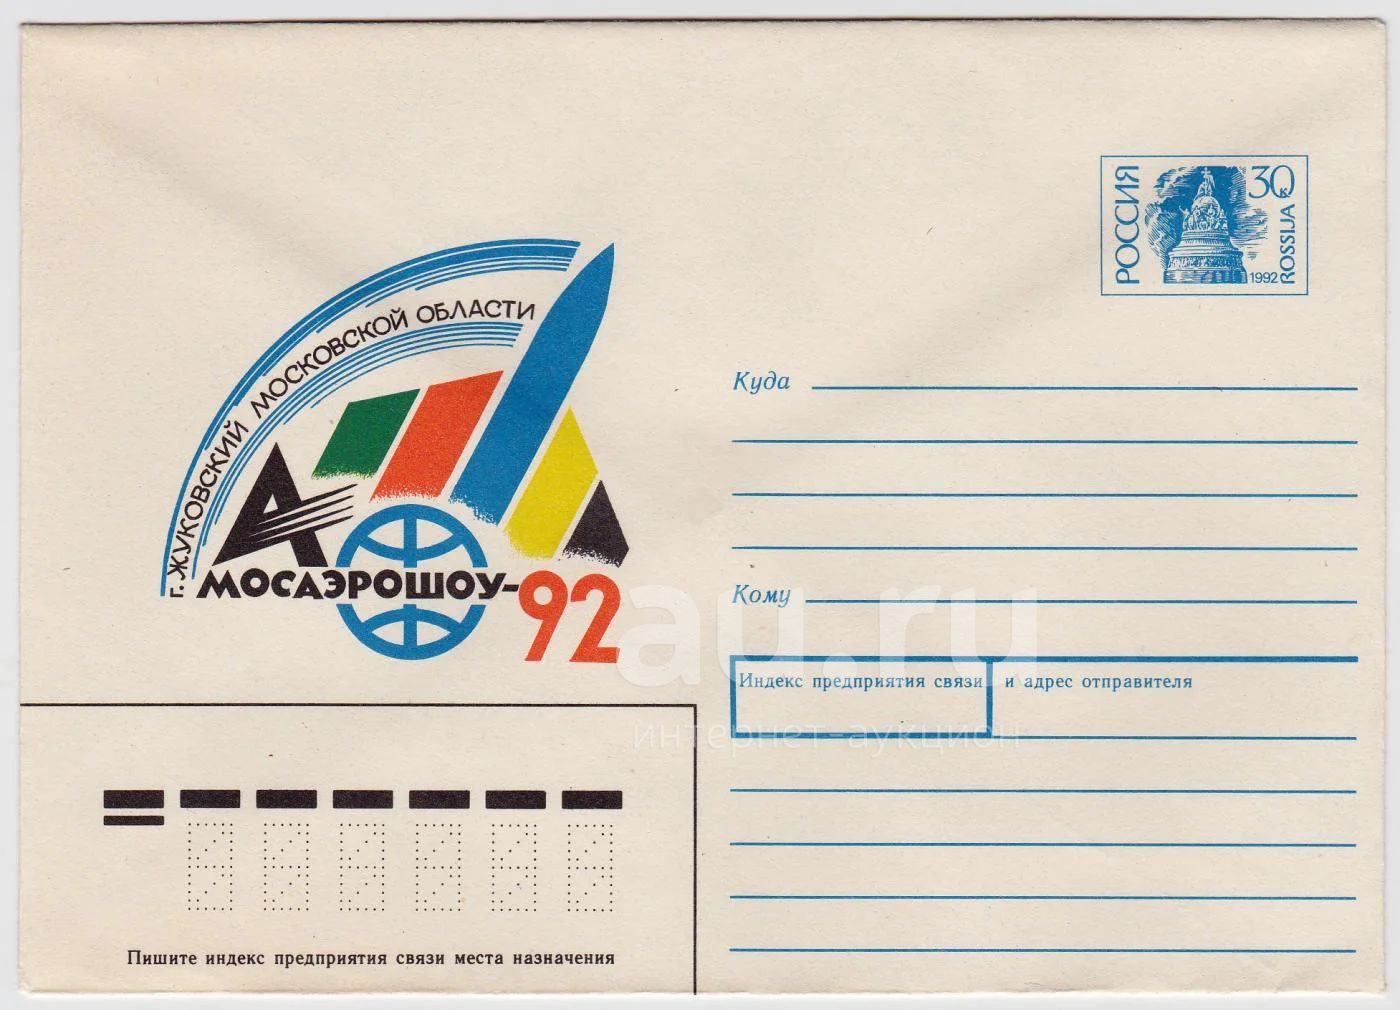 РОССИЯ
30 к
ROSSIJA
1992
г. ЖУКОВСКИЙ МОСКОВСКОЙ ОБЛАСТИ
А
МОСАЭРОШОУ-92
Куда
Кому
Индекс предприятия связи и адрес отправителя
Пишите индекс предприятия связи места назначения
au.ru
интернет-аукцион